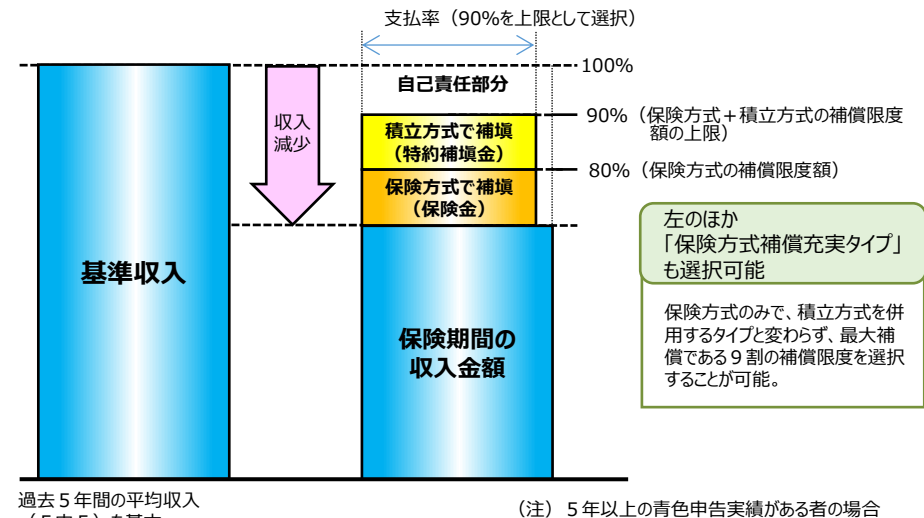 支払率（90%を上限として選択）
100%
自己責任部分
収入
減少
90%（保険方式＋積立方式の補償限度
額の上限）
積立方式で補填
（特約補填金）
80%（保険方式の補償限度額）
保険方式で補填
（保険金）
基準収入
保険期間の
収入金額
左のほか
「保険方式補償充実タイプ」
も選択可能
保険方式のみで、積立方式を併
用するタイプと変わらず、最大補
償である９割の補償限度を選択
することが可能。
過去５年間の平均収入
（５中５）を基本
（注）５年以上の青色申告実績がある者の場合